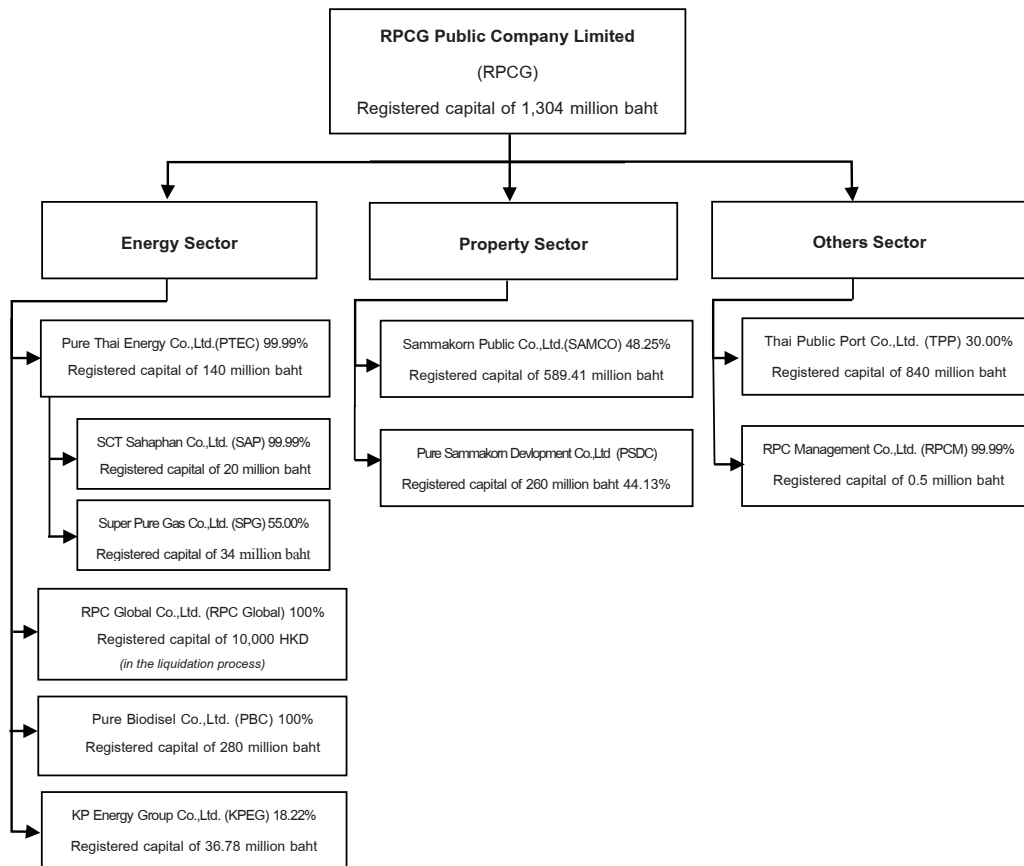 RPCG Public Company Limited
(RPCG)
Registered capital of 1,304 million baht
Energy Sector
Property Sector
Others Sector
Pure Thai Energy Co.,Ltd.(PTEC) 99.99%
Registered capital of 140 million baht
SCT Sahaphan Co.,Ltd. (SAP) 99.99%
Registered capital of 20 million baht
Super Pure Gas Co.,Ltd. (SPG) 55.00%
Registered capital of 34 million baht
RPC Global Co.,Ltd. (RPC Global) 100%
Registered capital of 10,000 HKD
(in the liquidation process)
Pure Biodisel Co.,Ltd. (PBC) 100%
Registered capital of 280 million baht
KP Energy Group Co.,Ltd. (KPEG) 18.22%
Registered capital of 36.78 million baht
Sammakorn Public Co.,Ltd.(SAMCO) 48.25%
Registered capital of 589.41 million baht
Pure Sammakorn Devlopment Co.,Ltd (PSDC)
Registered capital of 260 million baht 44.13%
Thai Public Port Co.,Ltd. (TPP) 30.00%
Registered capital of 840 million baht
RPC Management Co.,Ltd. (RPCM) 99.99%
Registered capital of 0.5 million baht